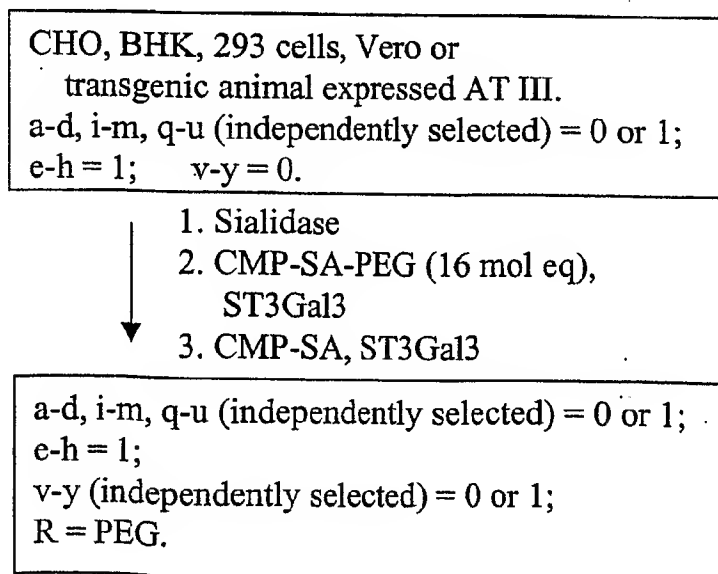 CHO, BHK, 293 cells, Vero or
transgenic animal expressed AT III.
a-d, i-m, q-u (independently selected) = 0 or 1;
e-h = 1; v-y = 0.
1. Sialidase
2. CMP-SA-PEG (16 mol eq),
ST3Gal3
3. CMP-SA, ST3Gal3
a-d, i-m, q-u (independently selected) = 0 or 1;
e-h = 1;
v-y (independently selected) = 0 or 1;
R = PEG.